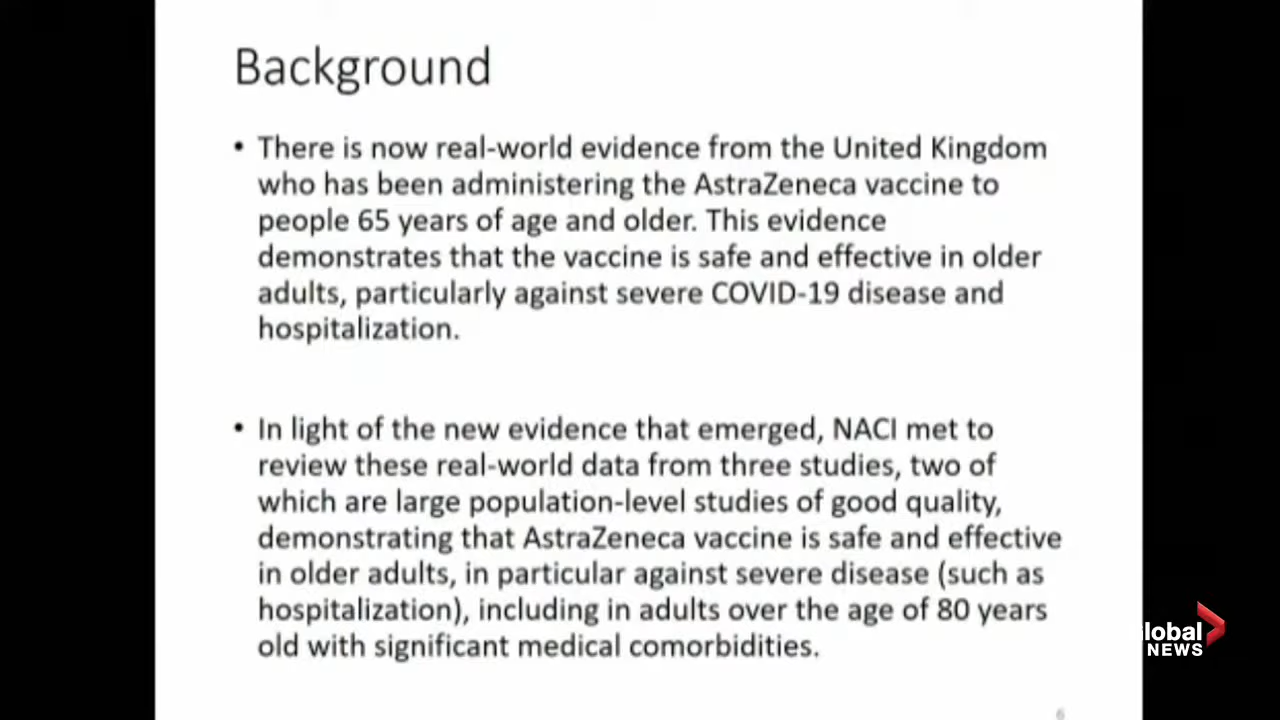 Background
• There is now real-world evidence from the United Kingdom
who has been administering the AstraZeneca vaccine to
people 65 years of age and older. This evidence
demonstrates that the vaccine is safe and effective in older
adults, particularly against severe COVID-19 disease and
hospitalization.
• In light of the new evidence that emerged, NACI met to
review these real-world data from three studies, two of
which are large population-level studies of good quality,
demonstrating that AstraZeneca vaccine is safe and effective
in older adults, in particular against severe disease (such as
hospitalization), including in adults over the age of 80 years
old with significant medical comorbidities.
Global
NEWS
6